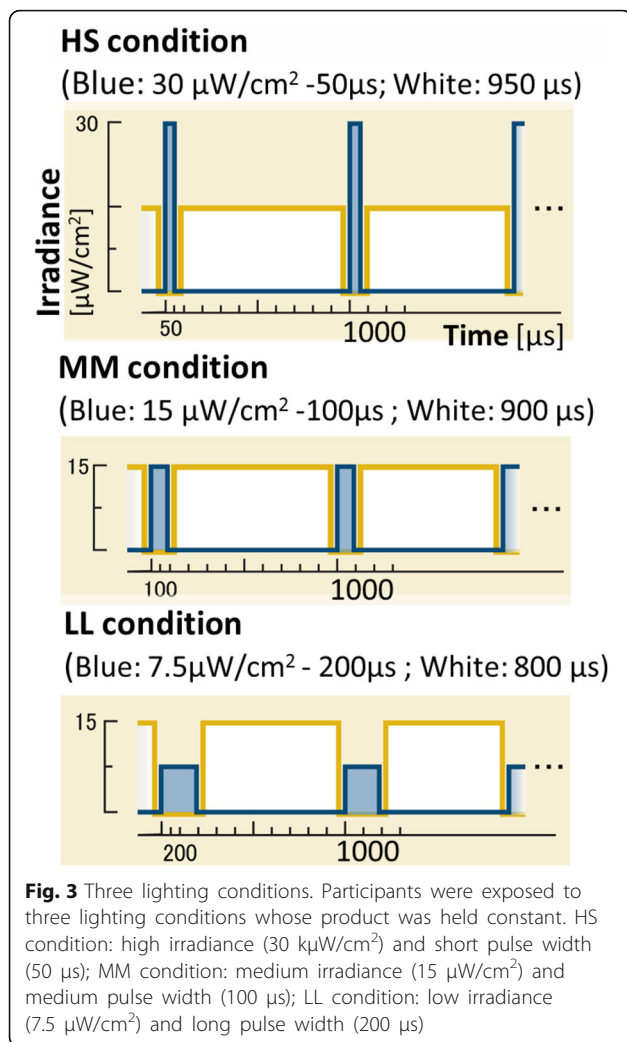 HS condition
(Blue: 30 μW/cm² -50μs; White: 950 μs)
30
Irradiance
[μW/cm²]
...
50
1000
Time [μs]
MM condition
(Blue: 15 μW/cm² -100μs ; White: 900 μs)
15
...
100
1000
LL condition
(Blue: 7.5μW/cm² - 200μs ; White: 800 μs)
15
...
200
1000
Fig. 3 Three lighting conditions. Participants were exposed to
three lighting conditions whose product was held constant. HS
condition: high irradiance (30 kμW/cm²) and short pulse width
(50 μs); MM condition: medium irradiance (15 μW/cm²) and
medium pulse width (100 μs); LL condition: low irradiance
(7.5 μW/cm²) and long pulse width (200 μs)